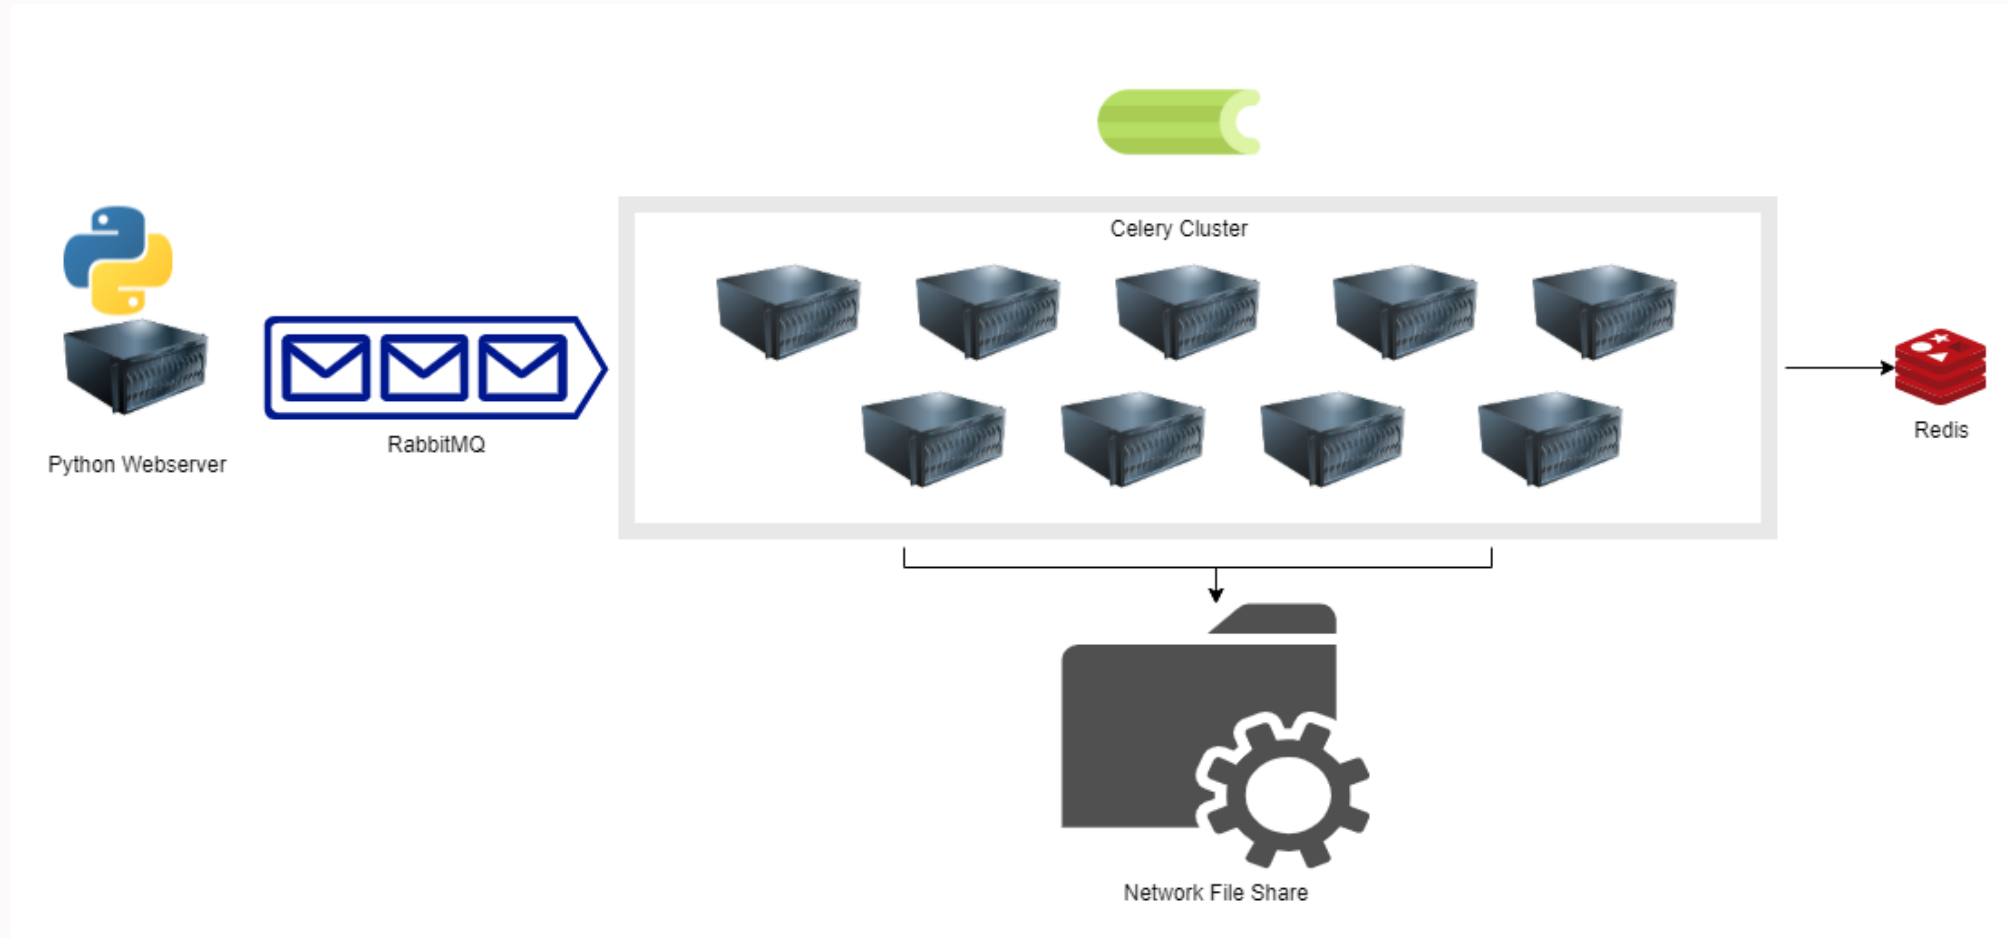 Celery Cluster
Python Webserver
RabbitMQ
Redis
Network File Share